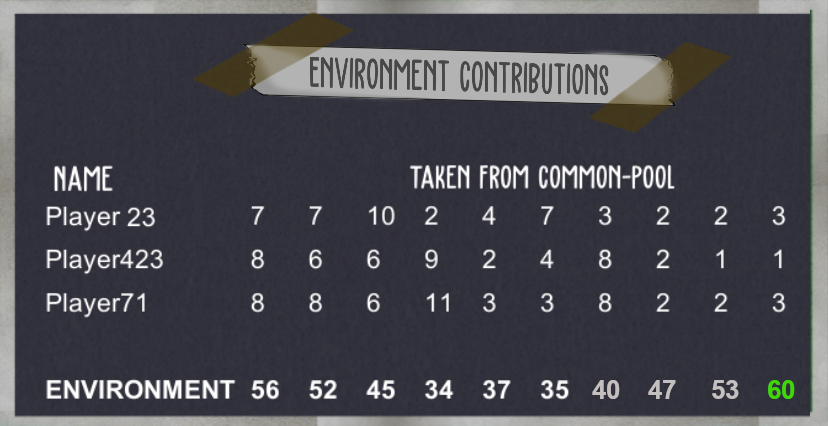 ENVIRONMENT CONTRIBUTIONS
NAME TAKEN FROM COMMON-POOL
Player 23 7 7 10 2 4 7 3 2 2 3
Player423 8 6 6 9 2 4 8 2 1 1
Player71 8 8 6 11 3 3 8 2 2 3
ENVIRONMENT 56 52 45 34 37 35 40 47 53 60